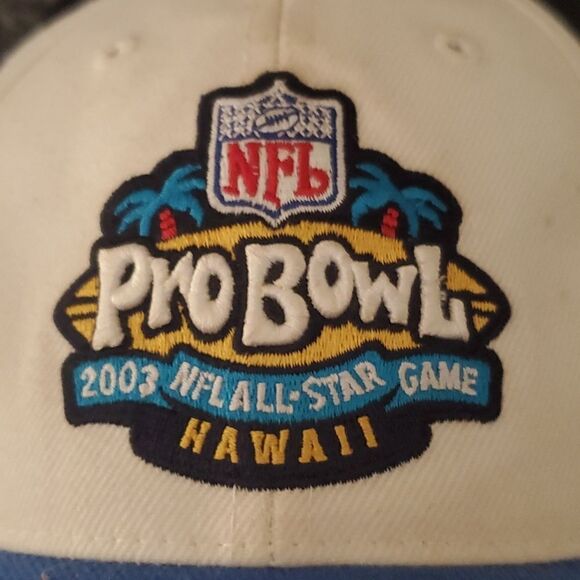 NFL
PRO BOWL
2003 NFL ALL-STAR GAME
HAWAII